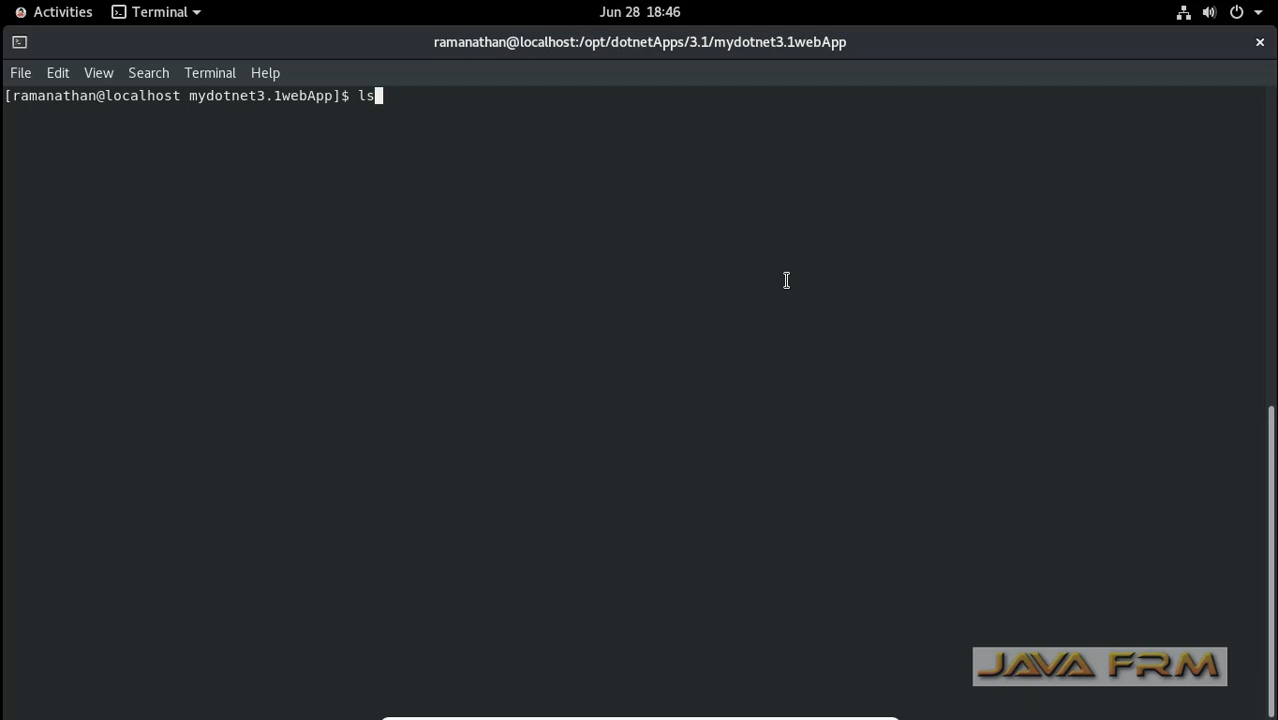 Activities Terminal Jun 28 18:46
ramanathan@localhost:/opt/dotnetApps/3.1/mydotnet3.1webApp
File Edit View Search Terminal Help
[ramanathan@localhost mydotnet3.1webApp]$ ls
JAVA FRM